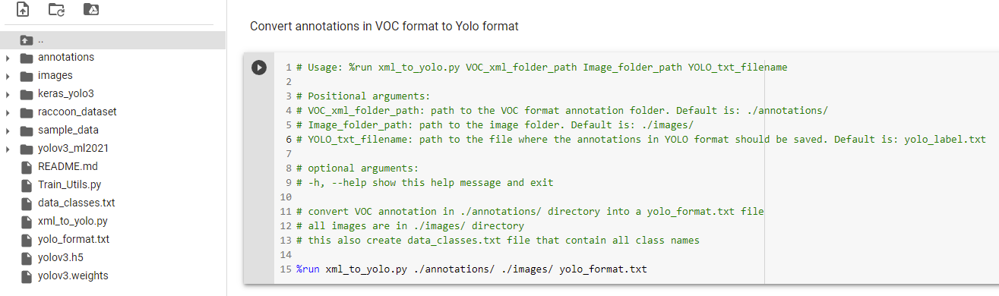 ..
annotations
images
keras_yolo3
raccoon_dataset
sample_data
yolov3_ml2021
README.md
Train_Utils.py
data_classes.txt
xml_to_yolo.py
yolo_format.txt
yolov3.h5
yolov3.weights
Convert annotations in VOC format to Yolo format
1 # Usage: %run xml_to_yolo.py VOC_xml_folder_path Image_folder_path YOLO_txt_filename
2
3 # Positional arguments:
4 # VOC_xml_folder_path: path to the VOC format annotation folder. Default is: ./annotations/
5 # Image_folder_path: path to the image folder. Default is: ./images/
6 # YOLO_txt_filename: path to the file where the annotations in YOLO format should be saved. Default is: yolo_label.txt
7
8 # optional arguments:
9 # -h, --help show this help message and exit
10
11 # convert VOC annotation in ./annotations/ directory into a yolo_format.txt file
12 # all images are in ./images/ directory
13 # this also create data_classes.txt file that contain all class names
14
15 %run xml_to_yolo.py ./annotations/ ./images/ yolo_format.txt